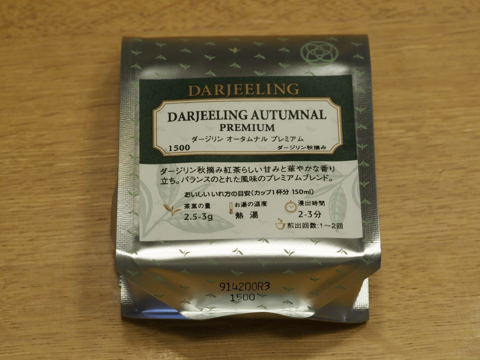 DARJEELING
DARJEELING AUTUMNAL
PREMIUM
ダージリン オータムナル プレミアム
1500 ダージリン秋摘み
ダージリン秋摘み紅茶らしい甘みと華やかな香り
立ち。バランスのとれた風味のプレミアムブレンド。
おいしいいれ方の目安(カップ1杯分 150ml)
茶葉の量 お湯の温度 浸出時間
2.5-3g 熱湯 2-3分
煎出回数:1〜2回
914200R3
1500